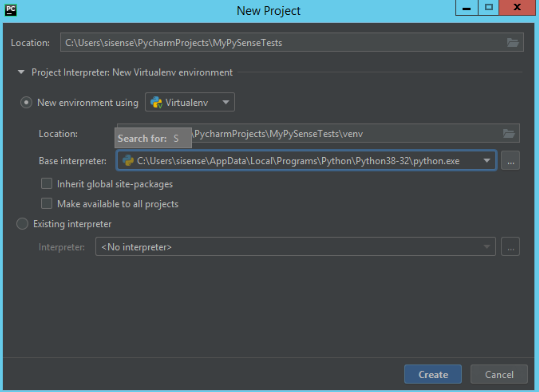 PC
New Project
Location: C:\Users\sisense\PycharmProjects\MyPySenseTests
Project Interpreter: New Virtualenv environment
New environment using Virtualenv
Location: \PycharmProjects\MyPySenseTests\venv
Search for: S
Base interpreter: C:\Users\sisense\AppData\Local\Programs\Python\Python38-32\python.exe
...
Inherit global site-packages
Make available to all projects
Existing interpreter
Interpreter: <No interpreter>
...
Create Cancel